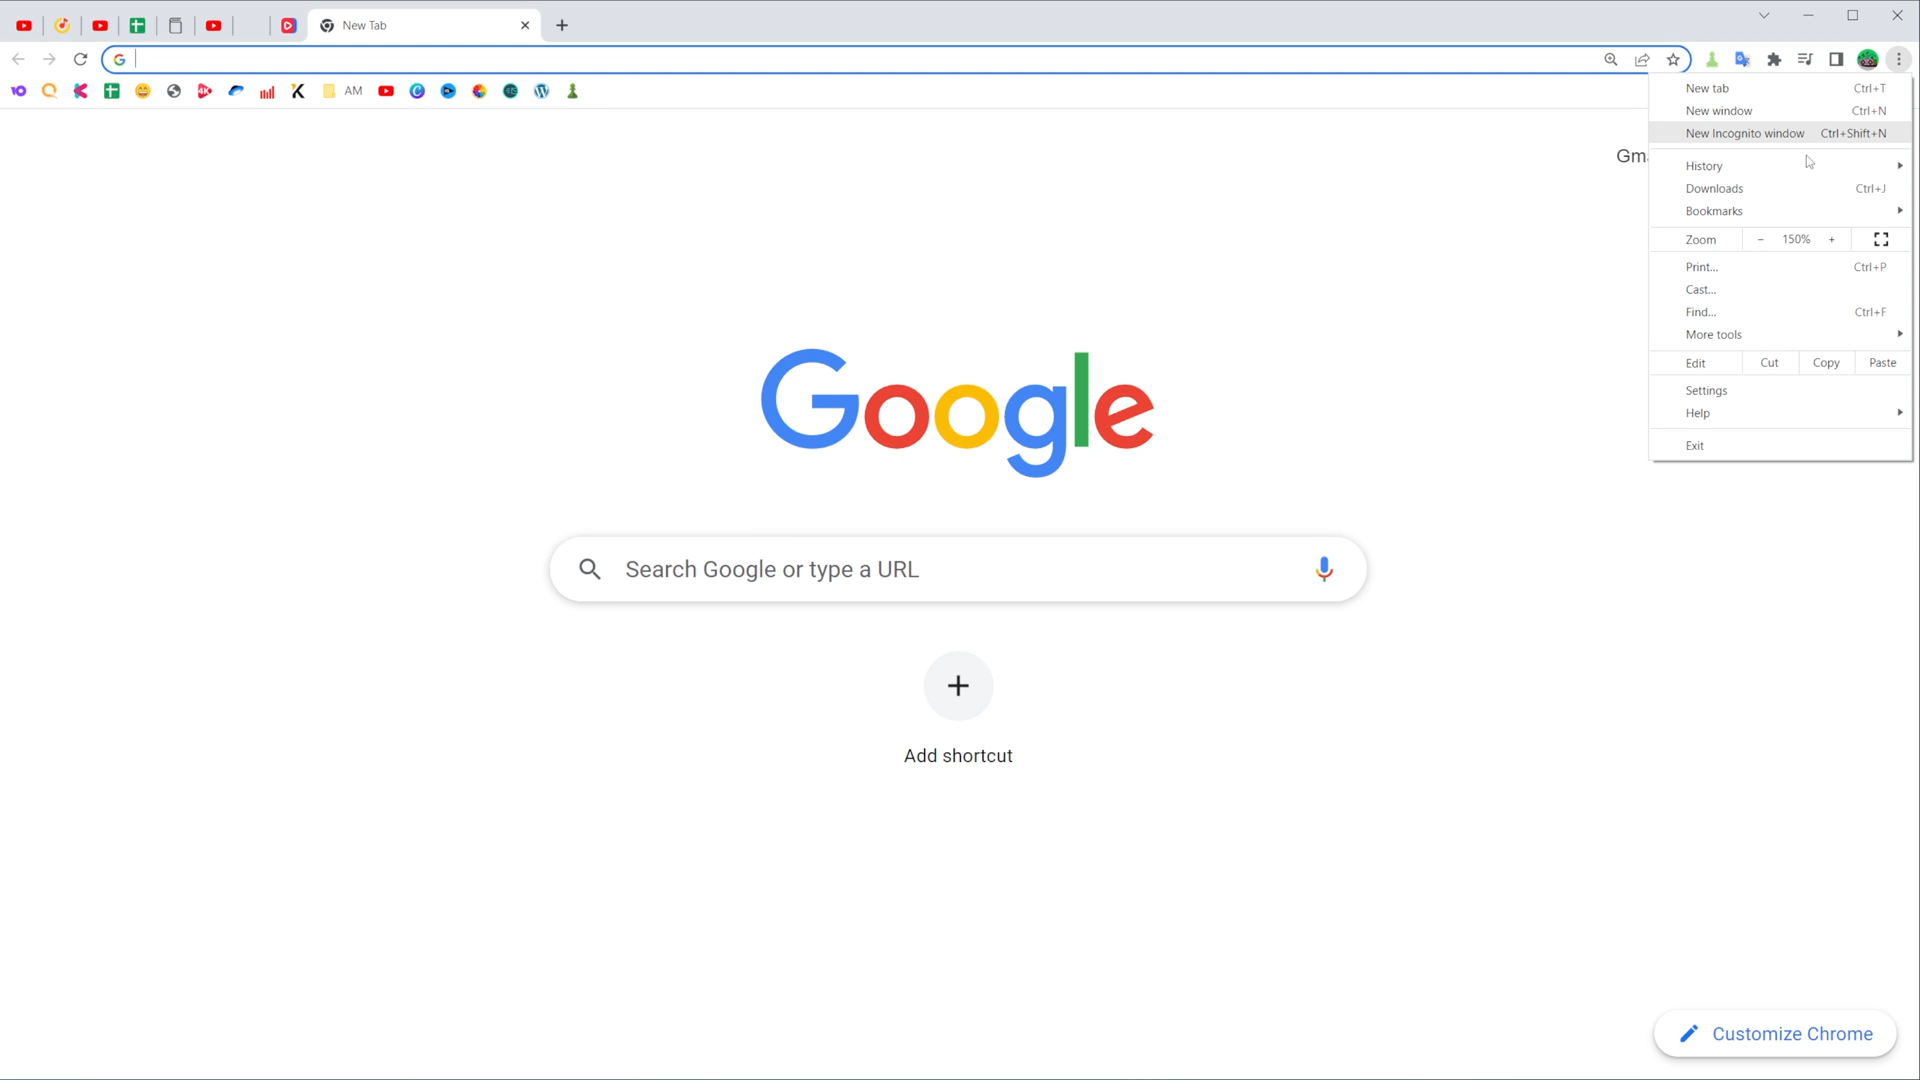 New Tab
AM
New tab Ctrl+T
New window Ctrl+N
New Incognito window Ctrl+Shift+N
Gm
History
Downloads Ctrl+J
Bookmarks
Zoom - 150% +
Print... Ctrl+P
Cast...
Find... Ctrl+F
More tools
Edit Cut Copy Paste
Settings
Help
Exit
Google
Search Google or type a URL
Add shortcut
Customize Chrome